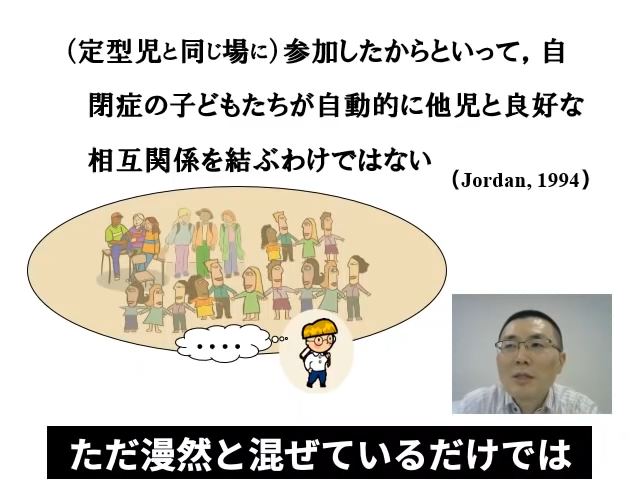 （定型児と同じ場に）参加したからといって，自
閉症の子どもたちが自動的に他児と良好な
相互関係を結ぶわけではない
（Jordan, 1994）
・・・・
ただ漫然と混ぜているだけでは